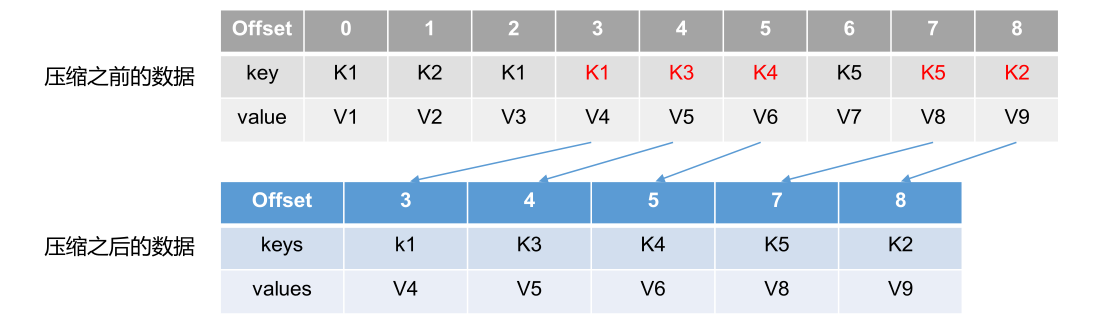 Offset 0 1 2 3 4 5 6 7 8
压缩之前的数据 key K1 K2 K1 K1 K3 K4 K5 K5 K2
value V1 V2 V3 V4 V5 V6 V7 V8 V9
Offset 3 4 5 7 8
压缩之后的数据 keys k1 K3 K4 K5 K2
values V4 V5 V6 V8 V9